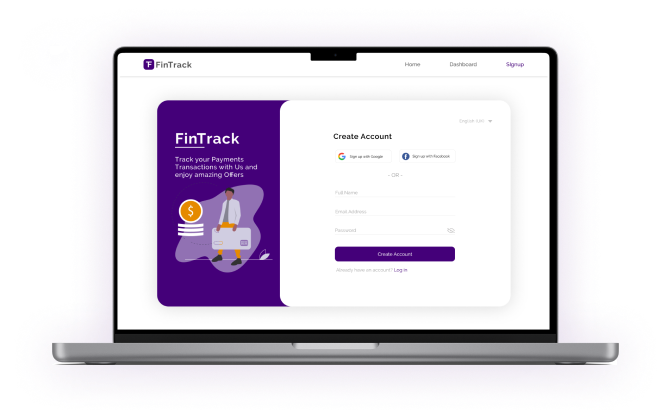 FinTrack
Home
Dashboard
Signup
FinTrack
Track your Payments
Transactions with Us and
enjoy amazing Offers
$
Create Account
Sign up with Google
Sign up with Facebook
- OR -
Full Name
Email Address
Password
Create Account
Already have an account? Log in